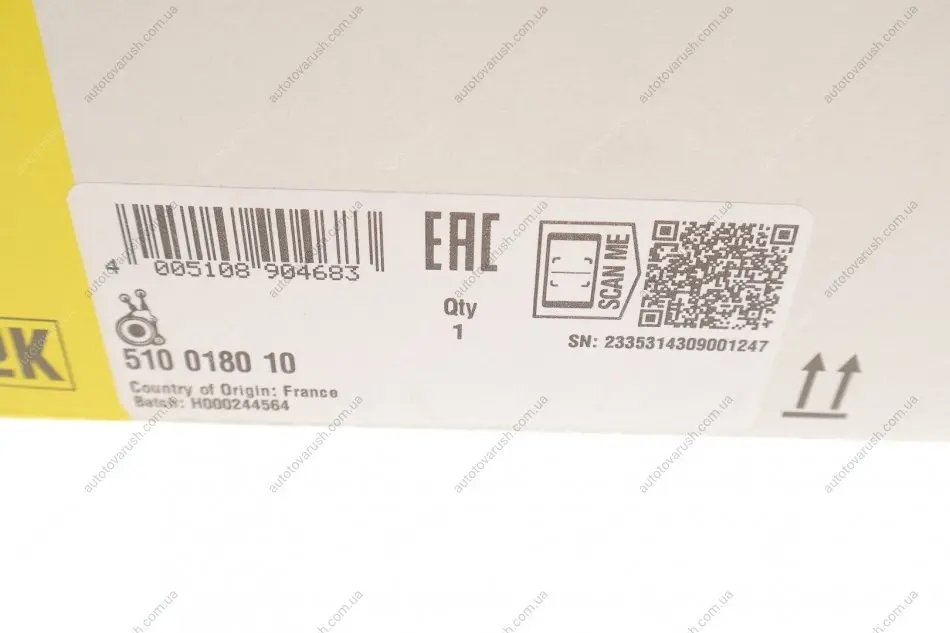 4 005108 904683
EAC
Qty
1
SCAN ME
SN: 2335314309001247
510 0180 10
Country of Origin: France
Batch: H000244564
UK
autotovarush.com.ua